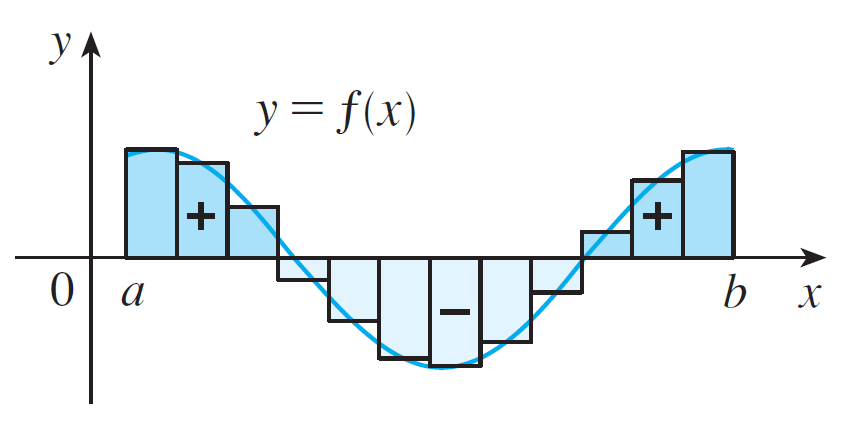 y
y = f(x)
+ +
0 a − b x